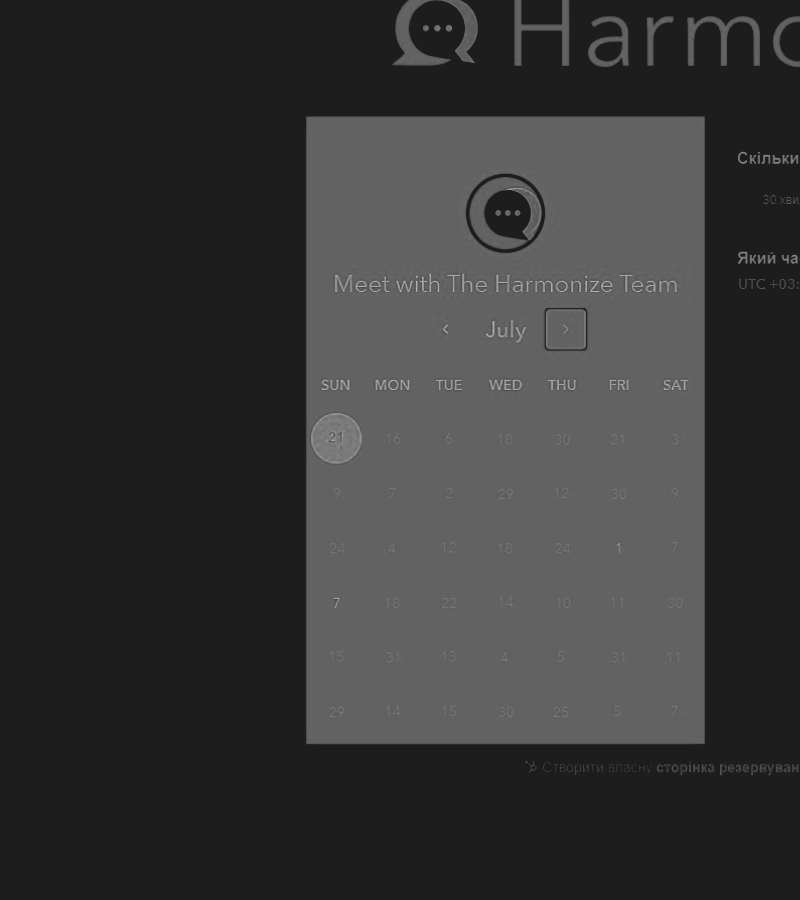 Harmo
Скільки
30 хви
Meet with The Harmonize Team
Який ча
UTC +03:
‹ July ›
SUN MON TUE WED THU FRI SAT
21 16 6 18 30 21 3
9 7 2 29 12 30 9
24 4 12 18 24 1 7
7 18 22 14 10 11 30
15 31 13 4 5 31 11
29 14 15 30 25 5 7
Створити власну сторінка резервуван